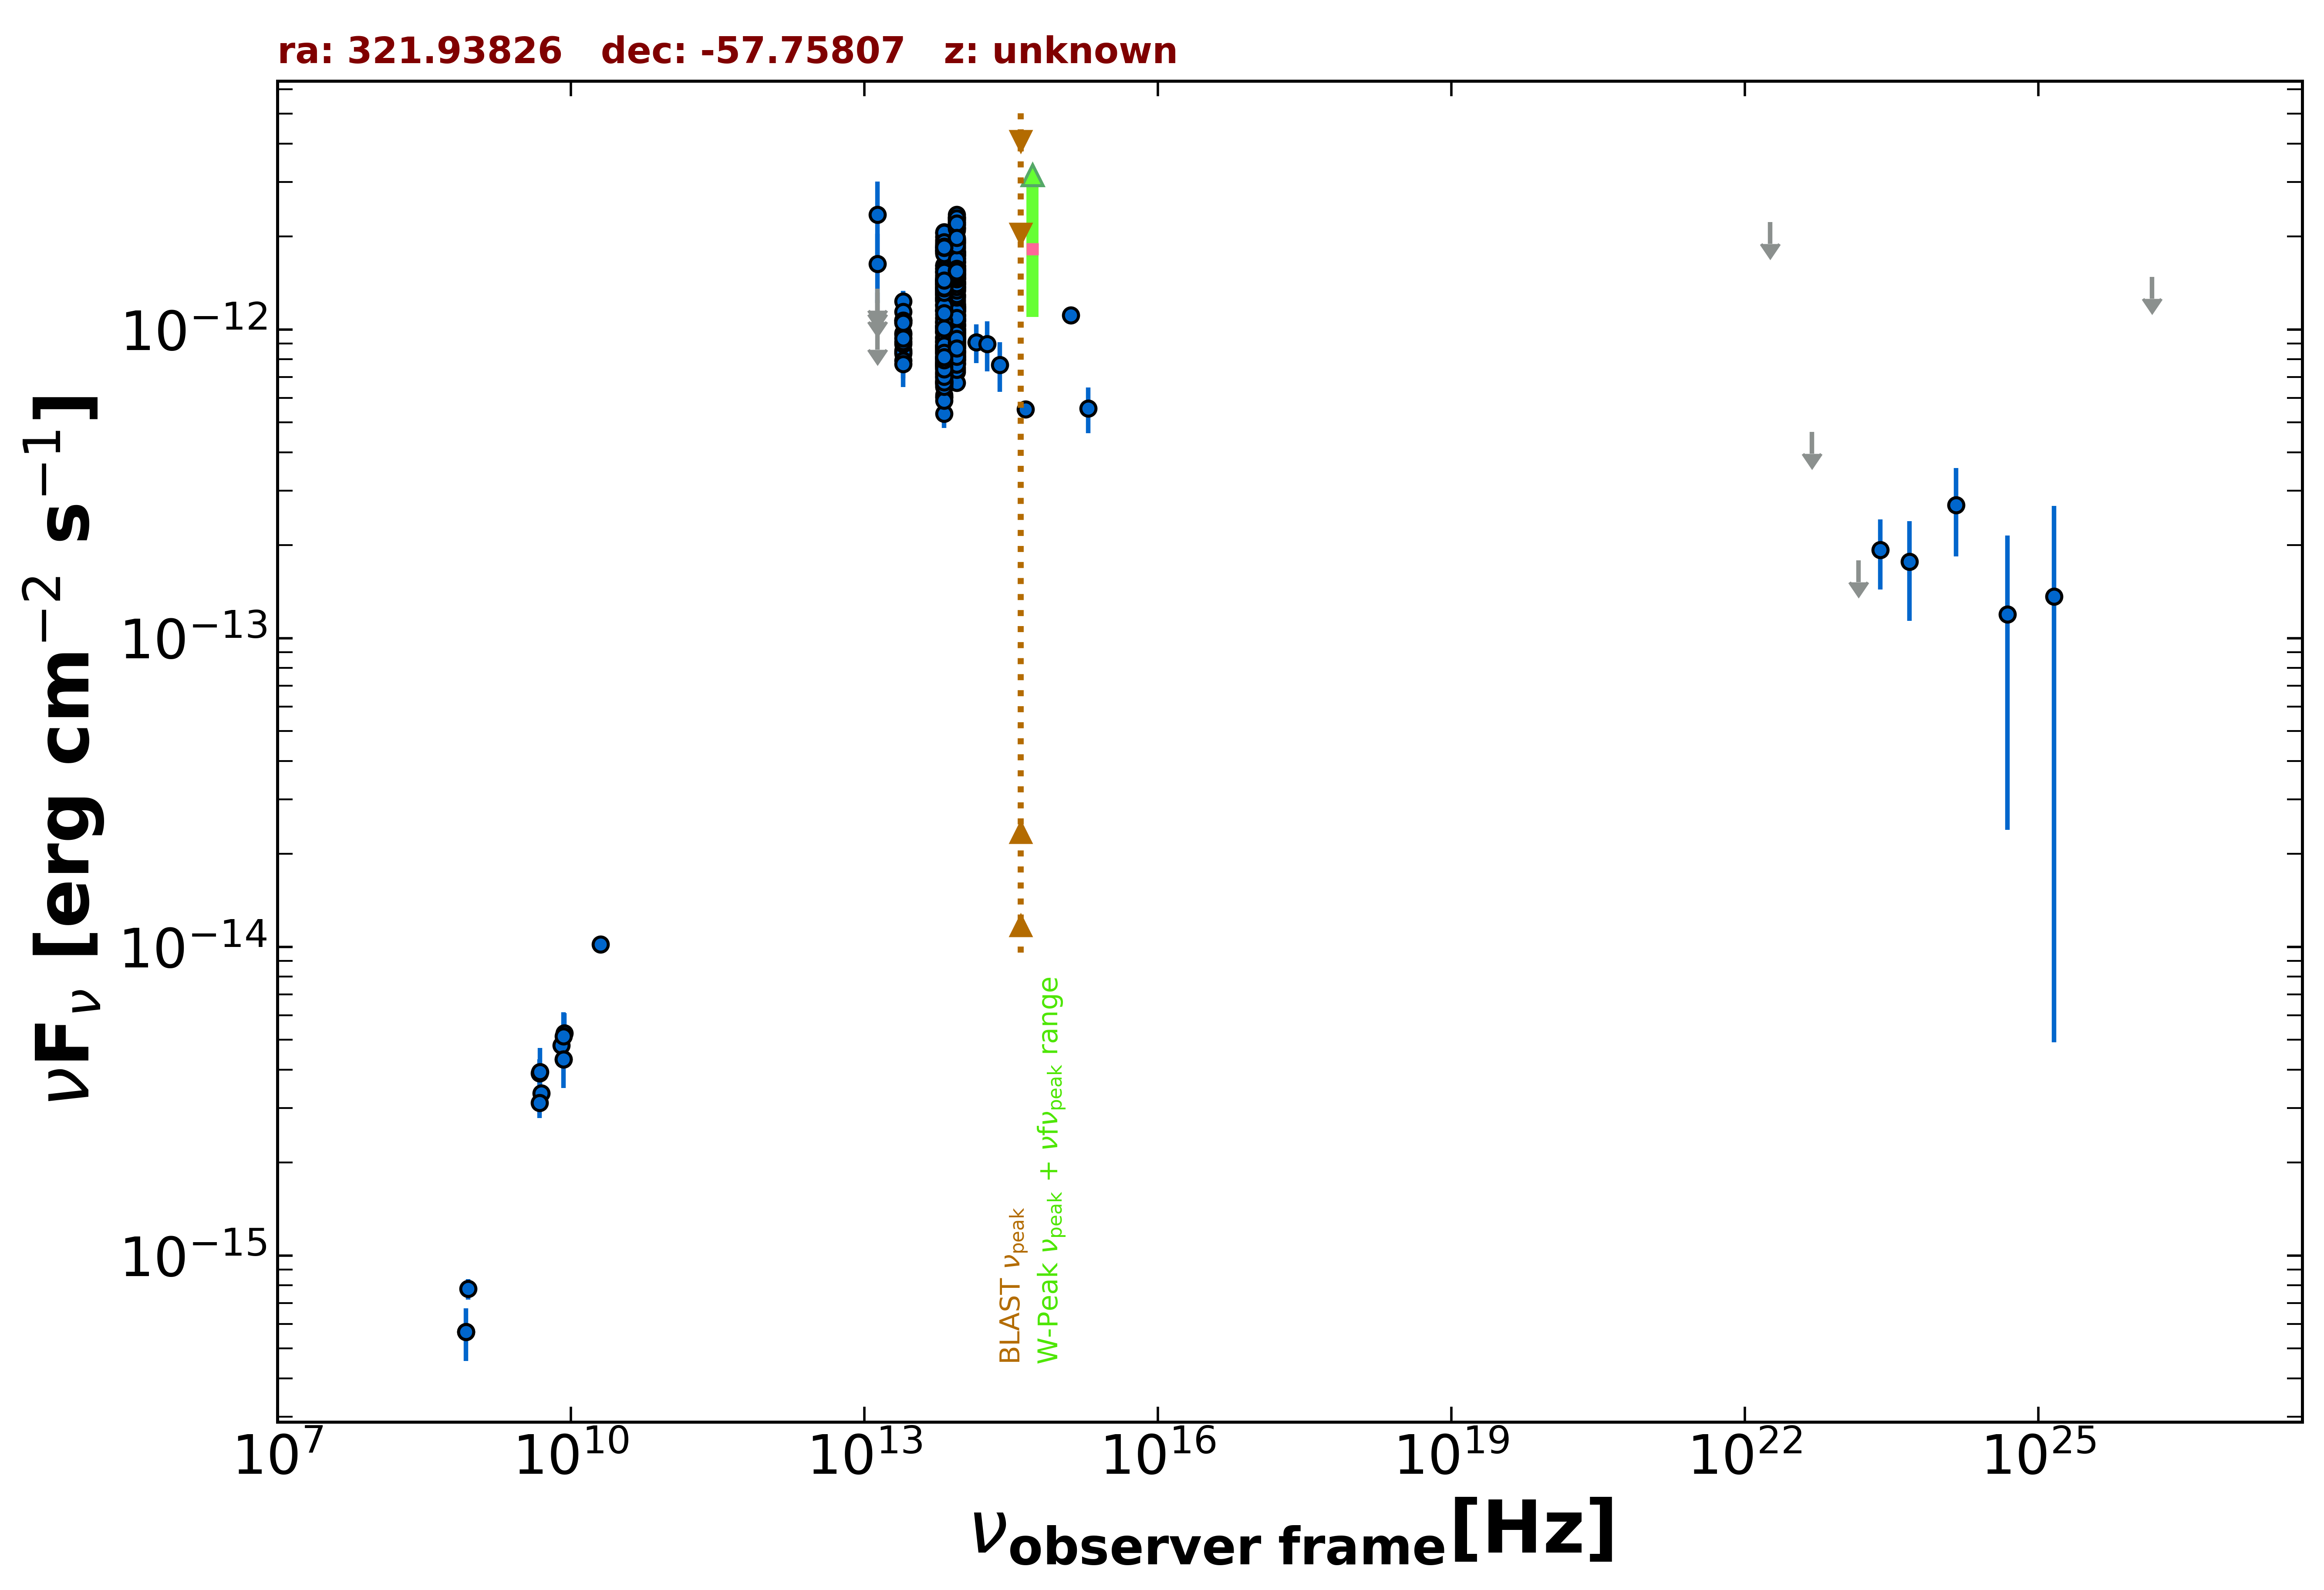 ra: 321.93826 dec: -57.75807 z: unknown
νFν [erg cm⁻² s⁻¹]
10⁻¹²
10⁻¹³
10⁻¹⁴
10⁻¹⁵
BLAST νpeak
W-Peak νpeak + νfνpeak range
10⁷ 10¹⁰ 10¹³ 10¹⁶ 10¹⁹ 10²² 10²⁵
νobserver frame [Hz]